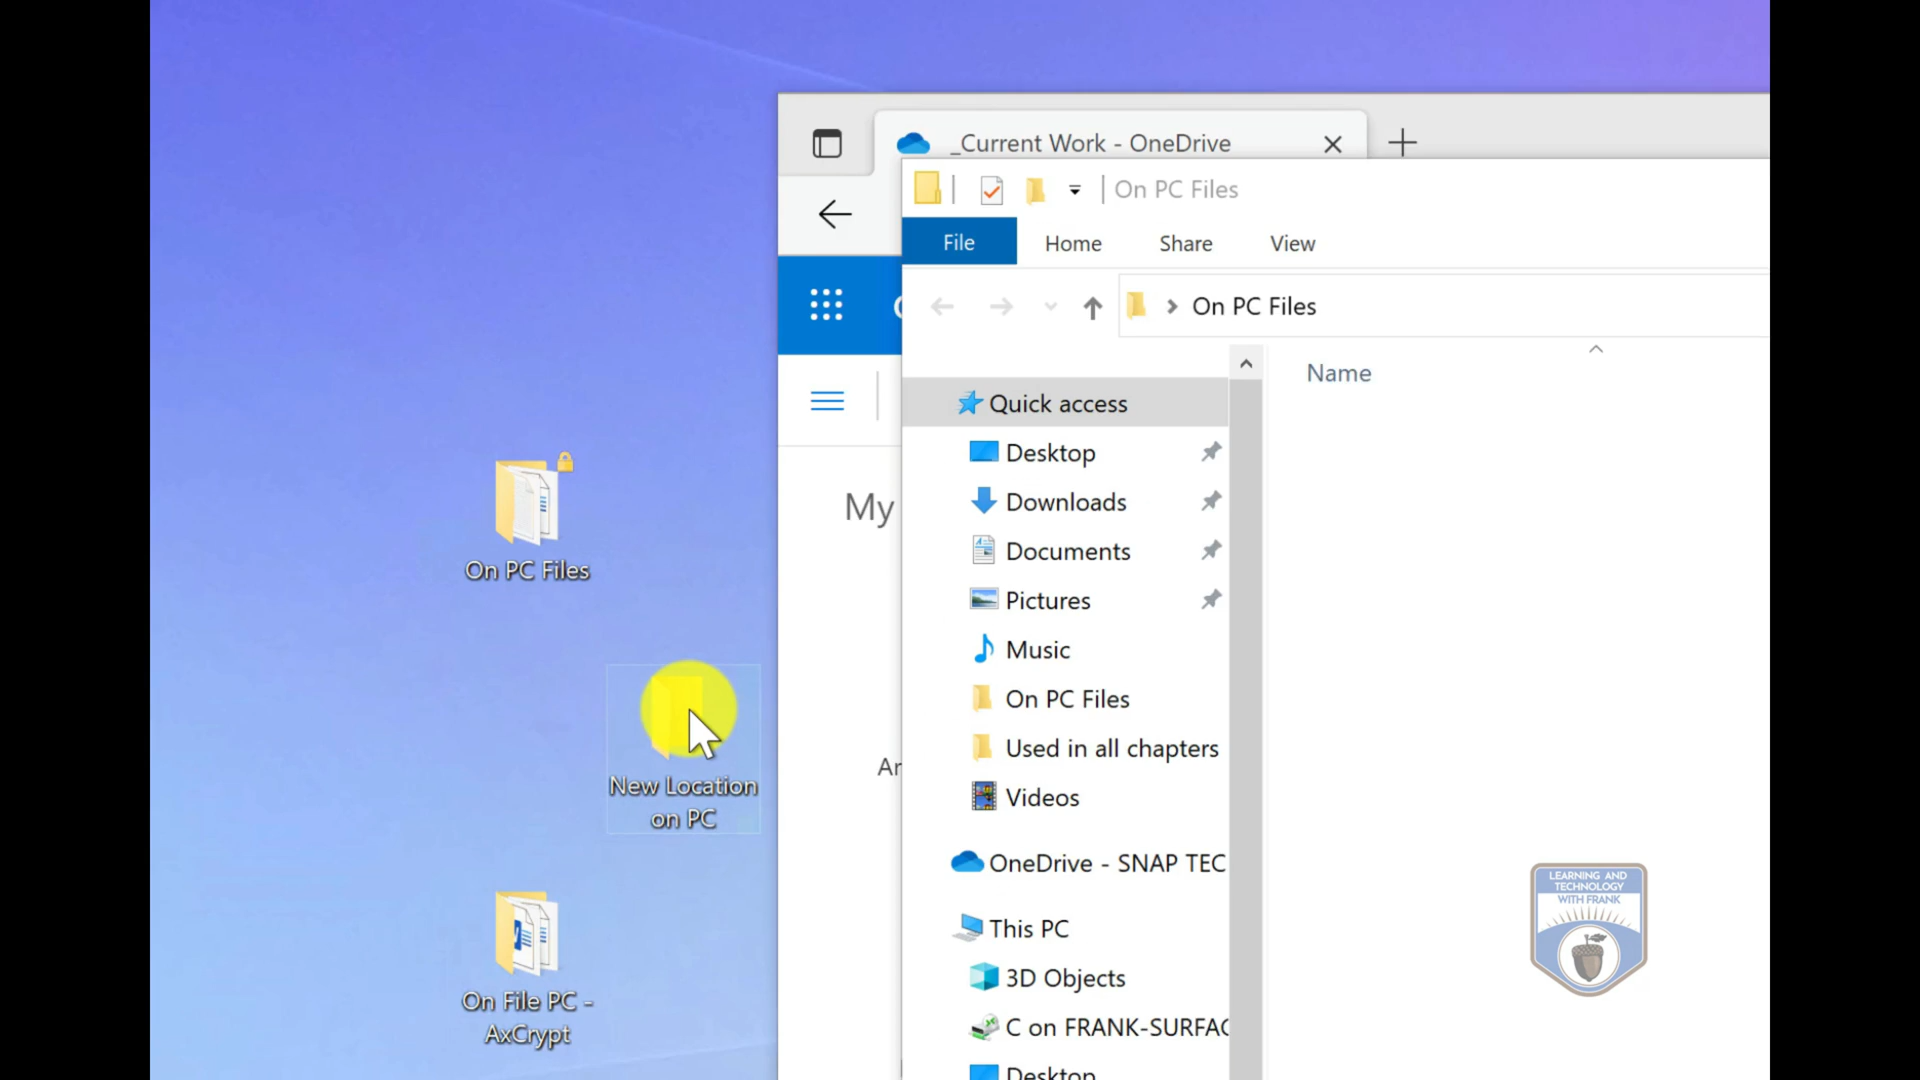 _Current Work - OneDrive
On PC Files
File
Home
Share
View
On PC Files
Name
Quick access
Desktop
Downloads
Documents
Pictures
Music
On PC Files
Used in all chapters
Videos
OneDrive - SNAP TEC
This PC
3D Objects
C on FRANK-SURFAC
Desktop
My
Ar
On PC Files
New Location
on PC
On File PC -
AxCrypt
LEARNING AND
TECHNOLOGY
WITH FRANK